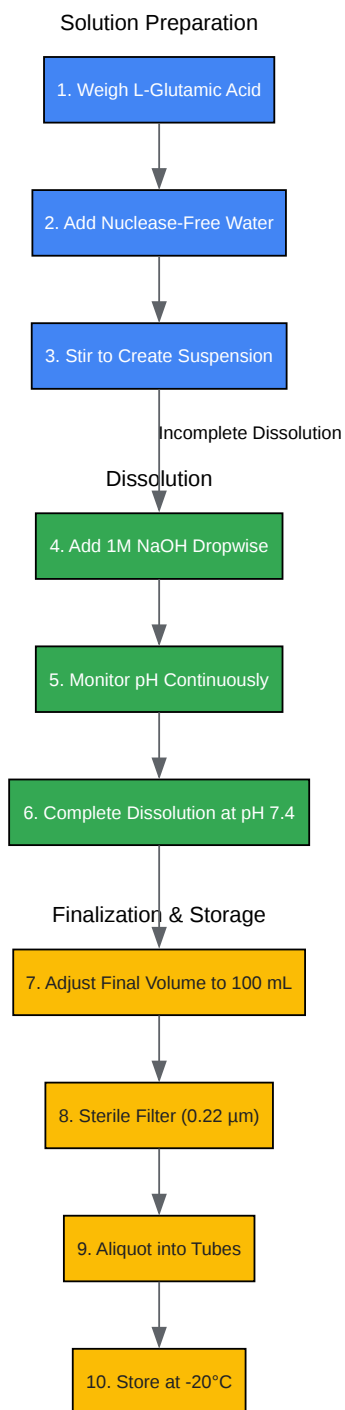 Solution Preparation
1. Weigh L-Glutamic Acid
2. Add Nuclease-Free Water
3. Stir to Create Suspension
Incomplete Dissolution
Dissolution
4. Add 1M NaOH Dropwise
5. Monitor pH Continuously
6. Complete Dissolution at pH 7.4
Finalization & Storage
7. Adjust Final Volume to 100 mL
8. Sterile Filter (0.22 µm)
9. Aliquot into Tubes
10. Store at -20°C